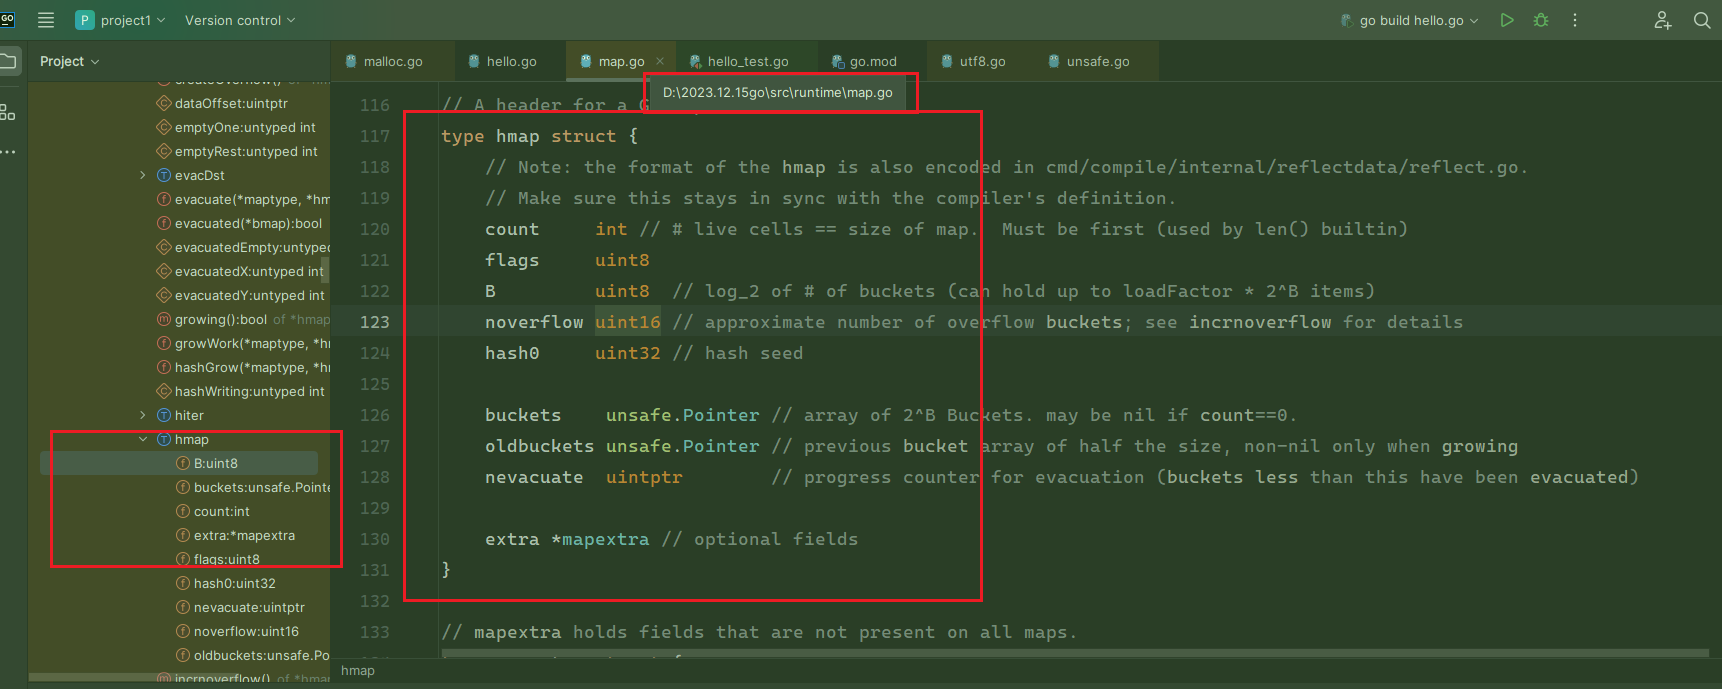 GO
P project1
Version control
go build hello.go
Project
malloc.go
hello.go
map.go
hello_test.go
go.mod
utf8.go
unsafe.go
D:\2023.12.15go\src\runtime\map.go
dataOffset:uintptr
emptyOne:untyped int
emptyRest:untyped int
evacDst
evacuate(*maptype, *hm
evacuated(*bmap):bool
evacuatedEmpty:untyped
evacuatedX:untyped int
evacuatedY:untyped int
growing():bool of *hmap
growWork(*maptype, *h
hashGrow(*maptype, *h
hashWriting:untyped int
hiter
hmap
B:uint8
buckets:unsafe.Pointe
count:int
extra:*mapextra
flags:uint8
hash0:uint32
nevacuate:uintptr
noverflow:uint16
oldbuckets:unsafe.Po
incrnoverflow() of *hmap
116 // A header for a G
117 type hmap struct {
118 // Note: the format of the hmap is also encoded in cmd/compile/internal/reflectdata/reflect.go.
119 // Make sure this stays in sync with the compiler's definition.
120 count int // # live cells == size of map. Must be first (used by len() builtin)
121 flags uint8
122 B uint8 // log_2 of # of buckets (can hold up to loadFactor * 2^B items)
123 noverflow uint16 // approximate number of overflow buckets; see incrnoverflow for details
124 hash0 uint32 // hash seed
125
126 buckets unsafe.Pointer // array of 2^B Buckets. may be nil if count==0.
127 oldbuckets unsafe.Pointer // previous bucket array of half the size, non-nil only when growing
128 nevacuate uintptr // progress counter for evacuation (buckets less than this have been evacuated)
129
130 extra *mapextra // optional fields
131 }
132
133 // mapextra holds fields that are not present on all maps.
hmap